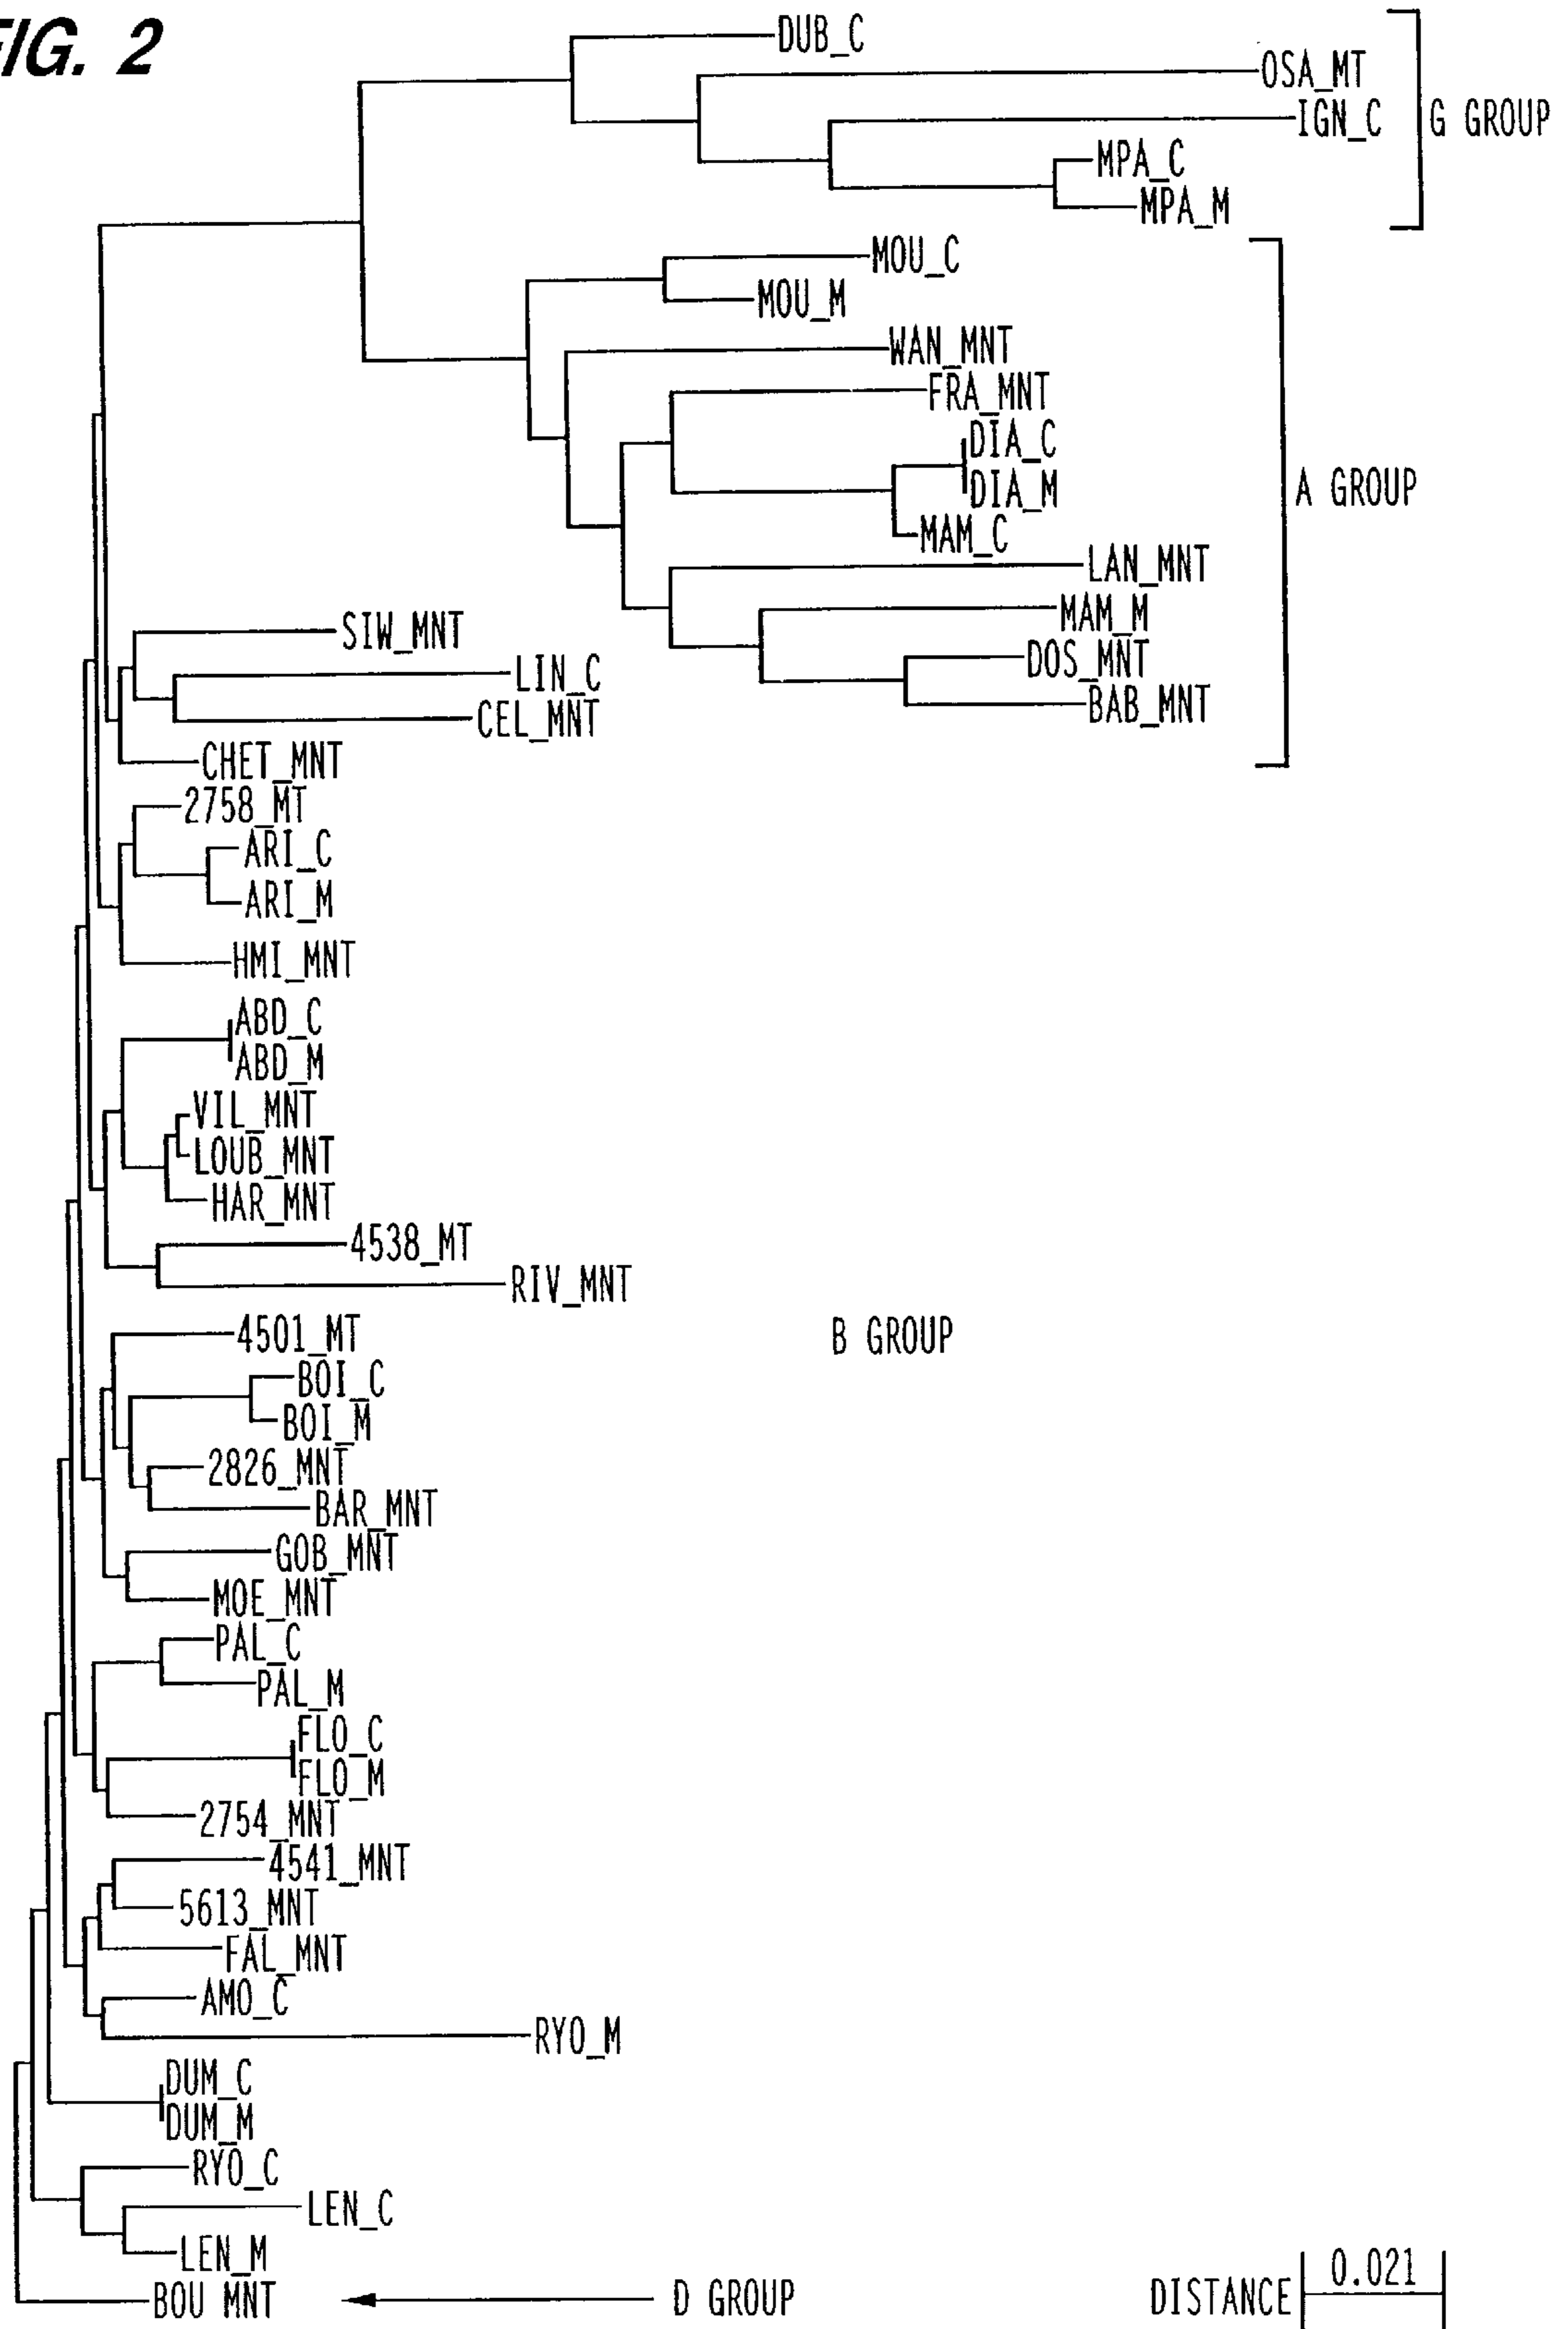 FIG. 2
DUB_C
OSA_MT
IGN_C
G GROUP
MPA_C
MPA_M
MOU_C
MOU_M
WAN_MNT
FRA_MNT
DIA_C
DIA_M
A GROUP
MAM_C
LAN_MNT
MAM_M
SIW_MNT
DOS_MNT
LIN_C
BAB_MNT
CEL_MNT
CHET_MNT
2758_MT
ARI_C
ARI_M
HMI_MNT
ABD_C
ABD_M
VIL_MNT
LOUB_MNT
HAR_MNT
4538_MT
RIV_MNT
4501_MT
B GROUP
BOI_C
BOI_M
2826_MNT
BAR_MNT
GOB_MNT
MOE_MNT
PAL_C
PAL_M
FLO_C
FLO_M
2754_MNT
4541_MNT
5613_MNT
FAL_MNT
AMO_C
RYO_M
DUM_C
DUM_M
RYO_C
LEN_C
LEN_M
BOU MNT
D GROUP
DISTANCE 0.021